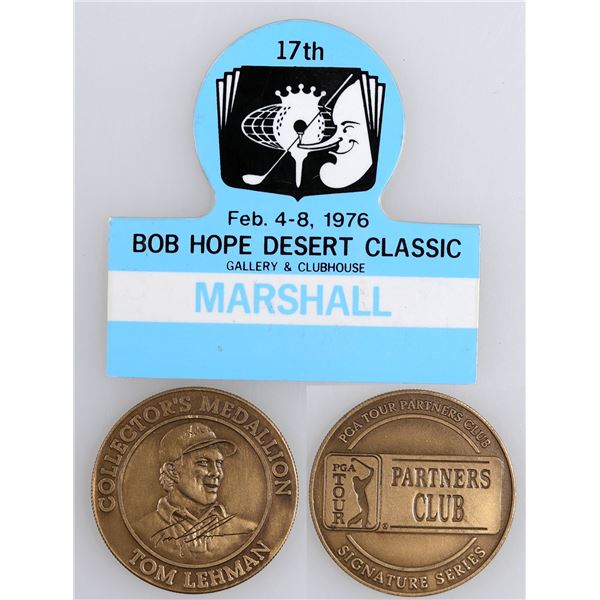 17th
Feb. 4-8, 1976
BOB HOPE DESERT CLASSIC
GALLERY & CLUBHOUSE
MARSHALL
COLLECTOR'S MEDALLION
TOM LEHMAN
PGA TOUR PARTNERS CLUB
PGA
TOUR
®
PARTNERS
CLUB
SIGNATURE SERIES